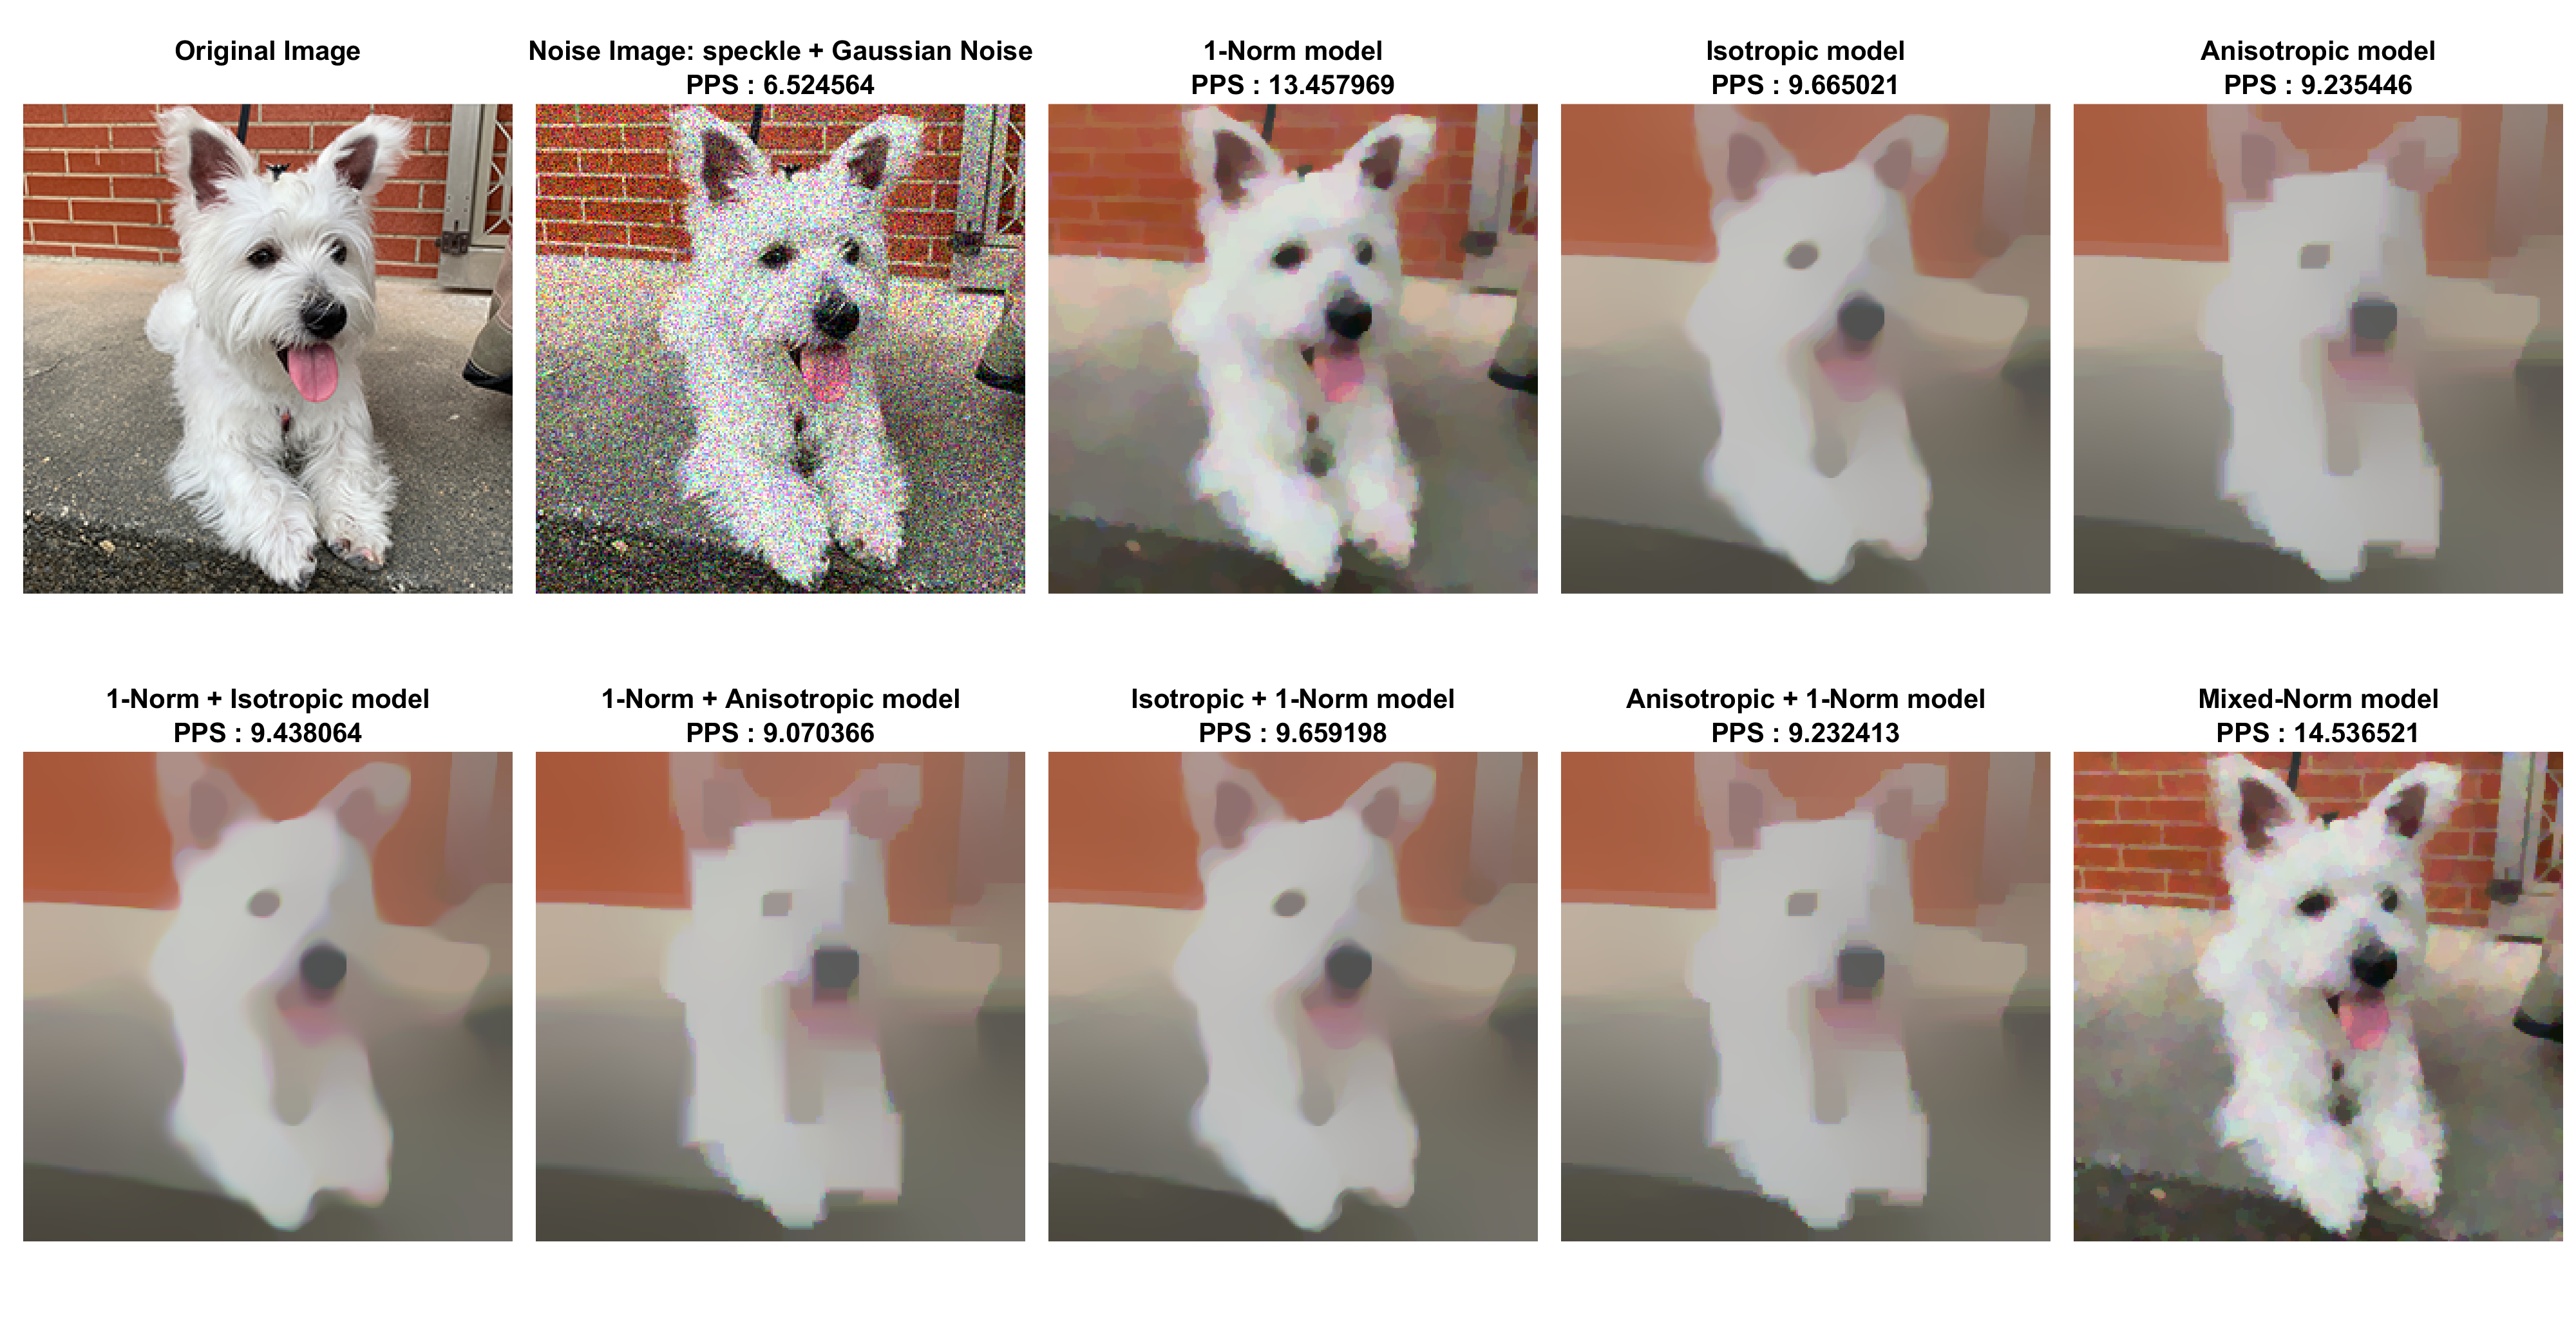 Original Image
Noise Image: speckle + Gaussian Noise
PPS : 6.524564
1-Norm model
PPS : 13.457969
Isotropic model
PPS : 9.665021
Anisotropic model
PPS : 9.235446
1-Norm + Isotropic model
PPS : 9.438064
1-Norm + Anisotropic model
PPS : 9.070366
Isotropic + 1-Norm model
PPS : 9.659198
Anisotropic + 1-Norm model
PPS : 9.232413
Mixed-Norm model
PPS : 14.536521